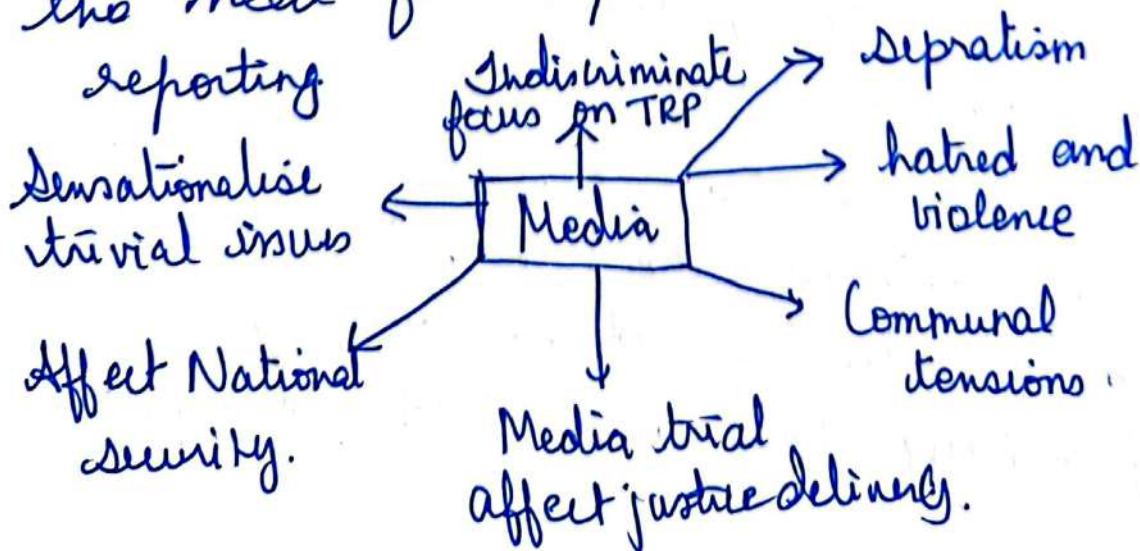 the need of
reporting.
Indiscriminate
focus on TRP
Sepratism
hatred and
violence
Sensationalise
trivial issues
Media
Communal
tensions.
Affect National
security.
Media trial
affect justice delivery.